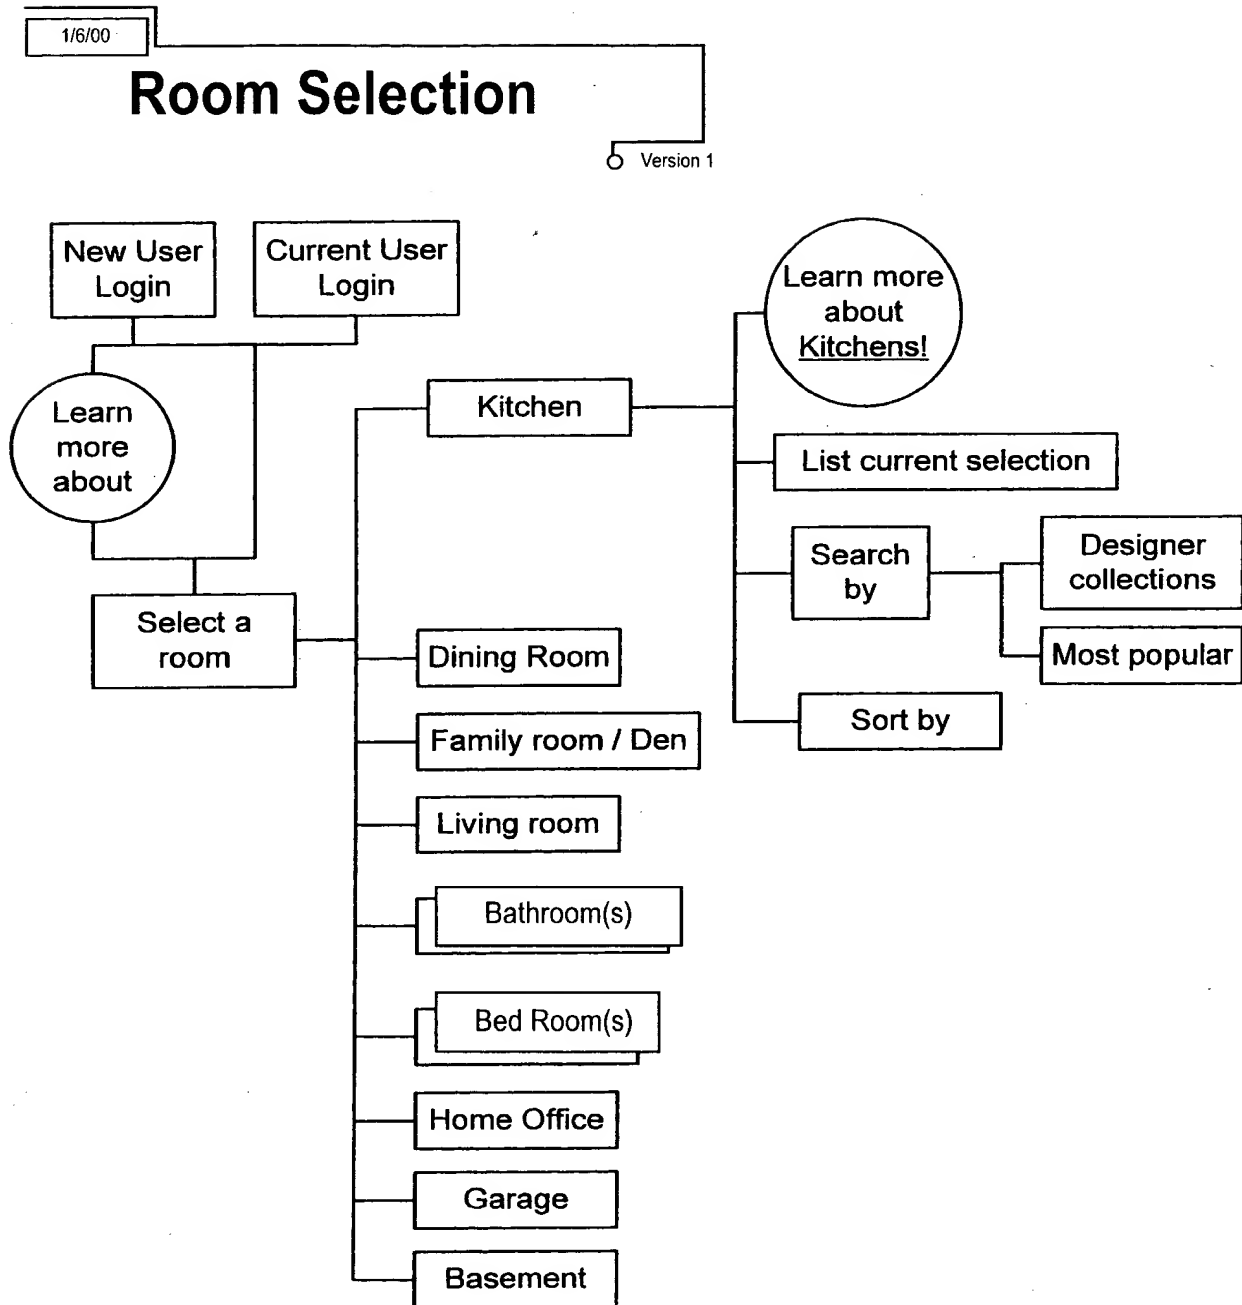 1/6/00
Room Selection
Version 1
New User
Login
Current User
Login
Learn
more
about
Select a
room
Kitchen
Dining Room
Family room / Den
Living room
Bathroom(s)
Bed Room(s)
Home Office
Garage
Basement
Learn more
about
Kitchens!
List current selection
Search
by
Designer
collections
Most popular
Sort by